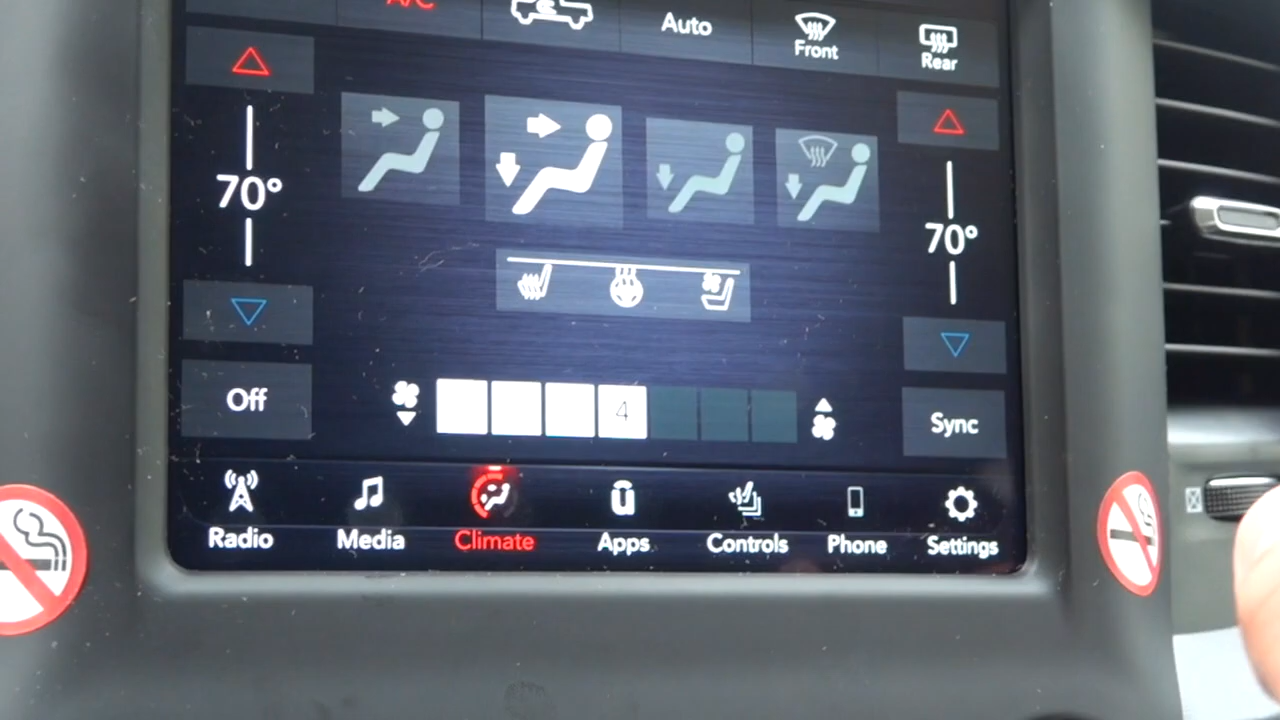 A/C
Auto
Front
Rear
70°
70°
Off
4
Sync
Radio
Media
Climate
Apps
Controls
Phone
Settings